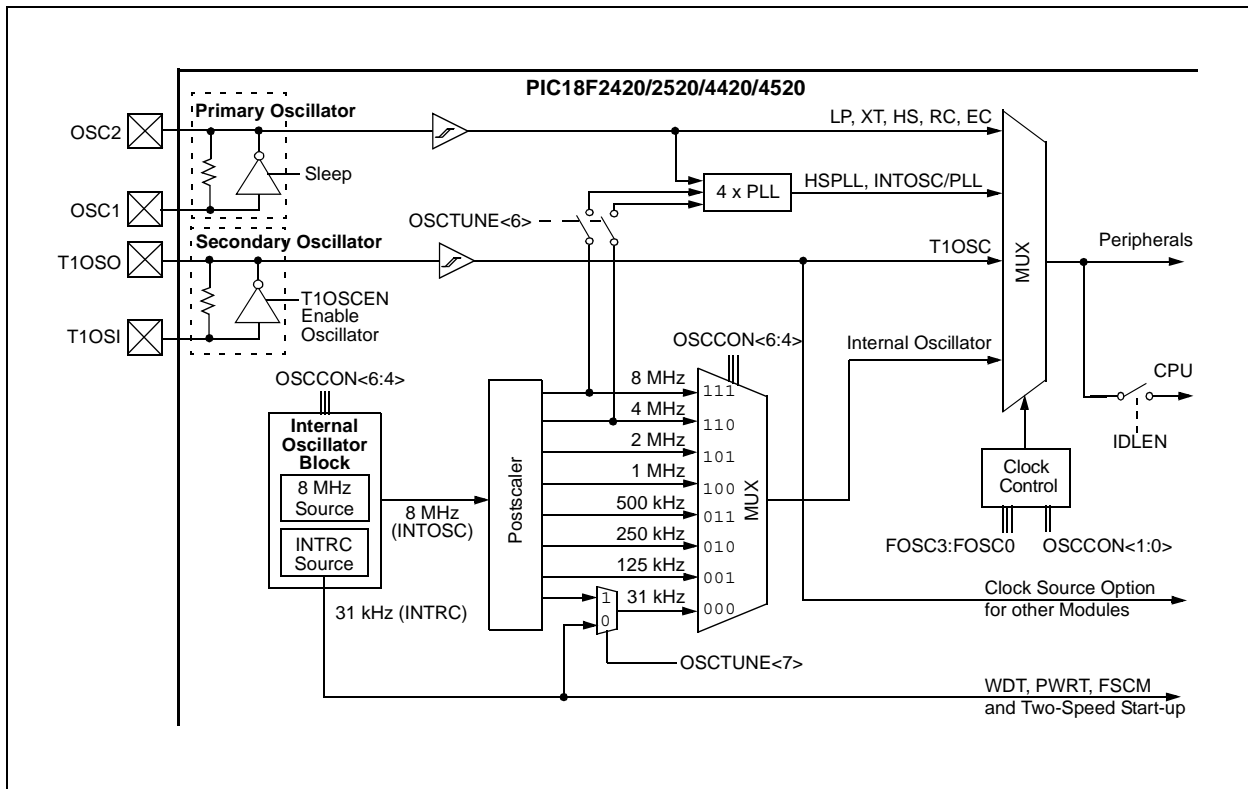 PIC18F2420/2520/4420/4520
Primary Oscillator
OSC2
Sleep
OSC1
LP, XT, HS, RC, EC
4 x PLL
HSPLL, INTOSC/PLL
OSCTUNE<6>
Secondary Oscillator
T1OSO
T1OSCEN
Enable
Oscillator
T1OSI
T1OSC
MUX
Peripherals
Internal Oscillator
CPU
IDLEN
Clock
Control
FOSC3:FOSC0
OSCCON<1:0>
Clock Source Option
for other Modules
OSCCON<6:4>
OSCCON<6:4>
Internal
Oscillator
Block
8 MHz
Source
INTRC
Source
8 MHz
(INTOSC)
31 kHz (INTRC)
Postscaler
8 MHz
111
4 MHz
110
2 MHz
101
1 MHz
100
500 kHz
011
250 kHz
010
125 kHz
001
1
0
31 kHz
000
MUX
OSCTUNE<7>
WDT, PWRT, FSCM
and Two-Speed Start-up